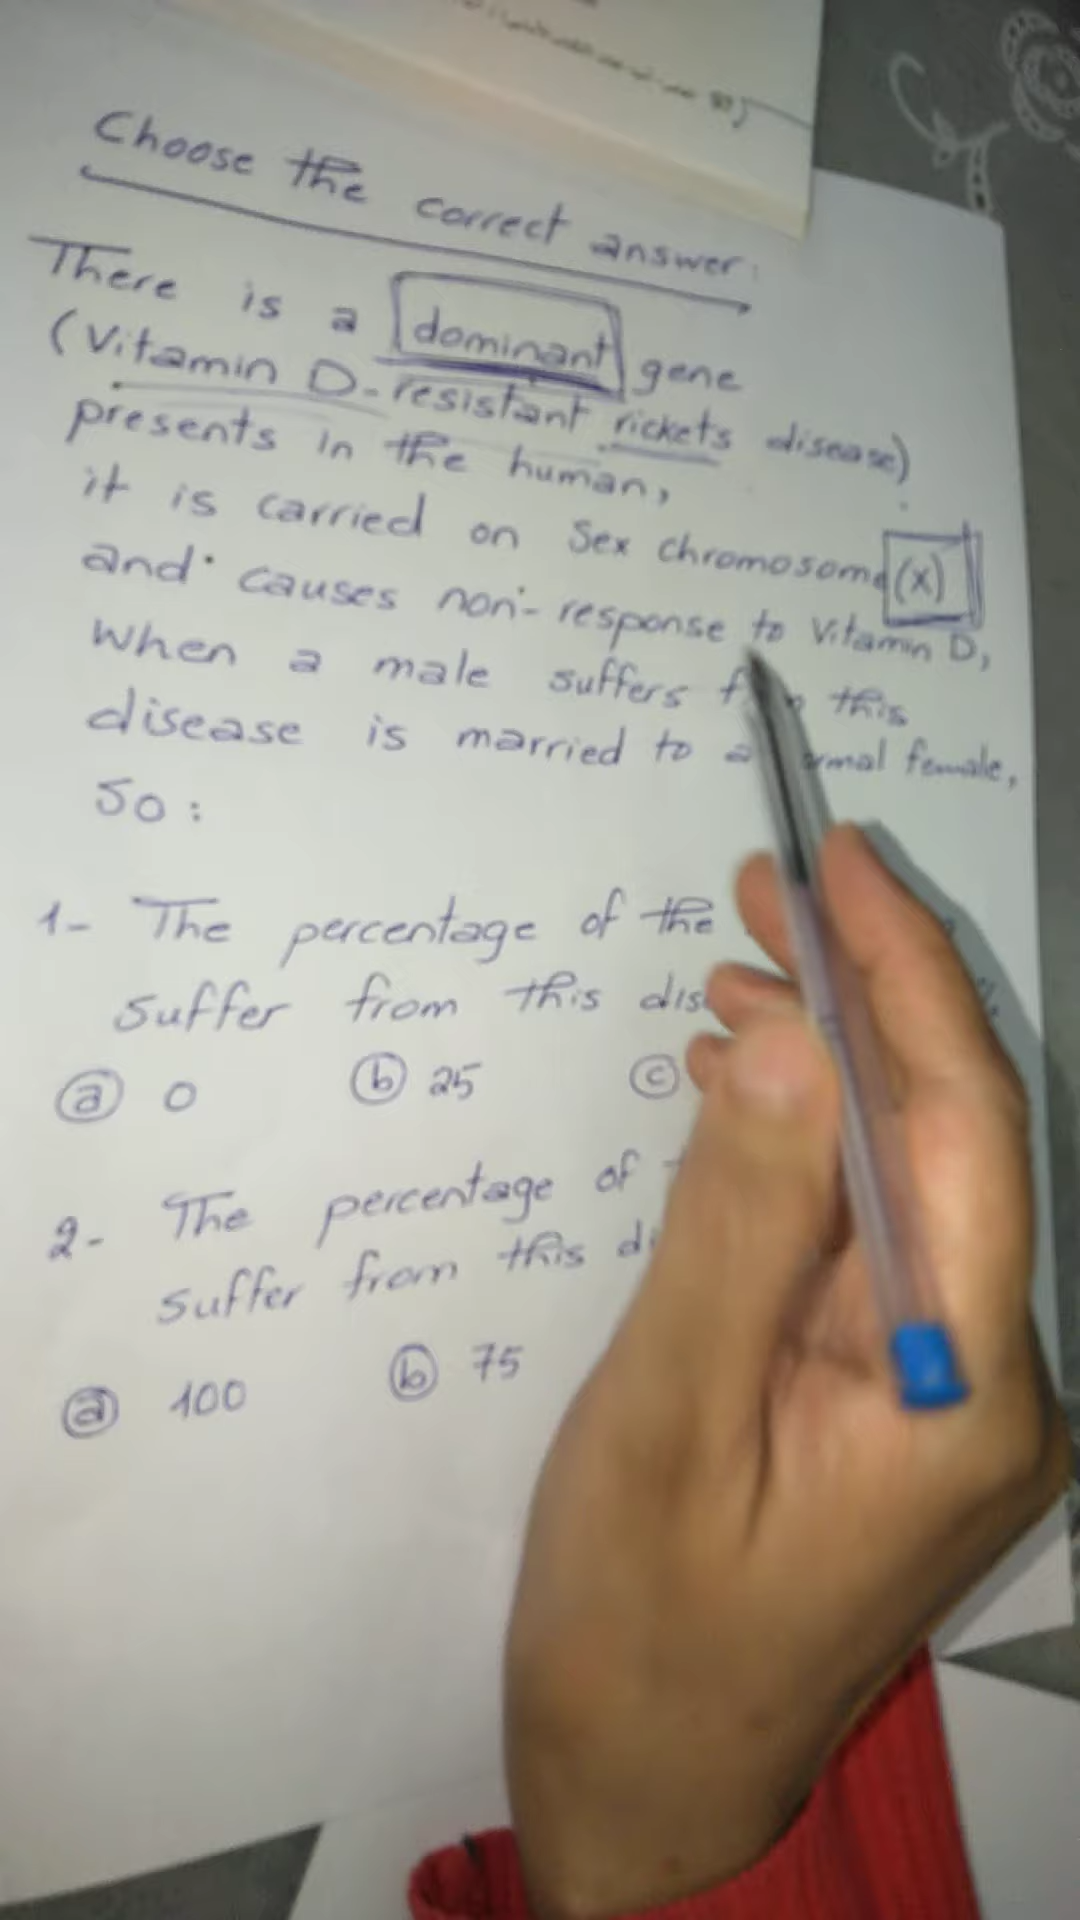 Choose the correct answer:
There is a dominant gene
(Vitamin D-resistant rickets disease)
presents in the human,
it is carried on Sex chromosome (X)
and causes non-response to Vitamin D,
When a male suffers this
disease is married to a female,
So:
1- The percentage of the
suffer from this
a 0 b 25 c
2- The percentage of
suffer from this
a 100 b 75